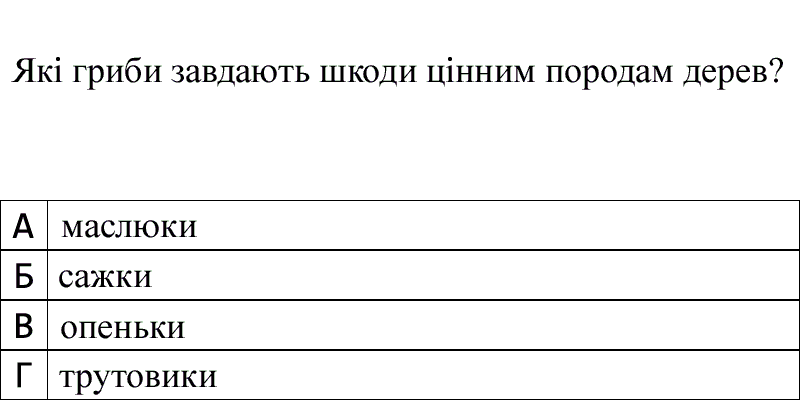 Які гриби завдають шкоди цінним породам дерев?
А маслюки
Б сажки
В опеньки
Г трутовики